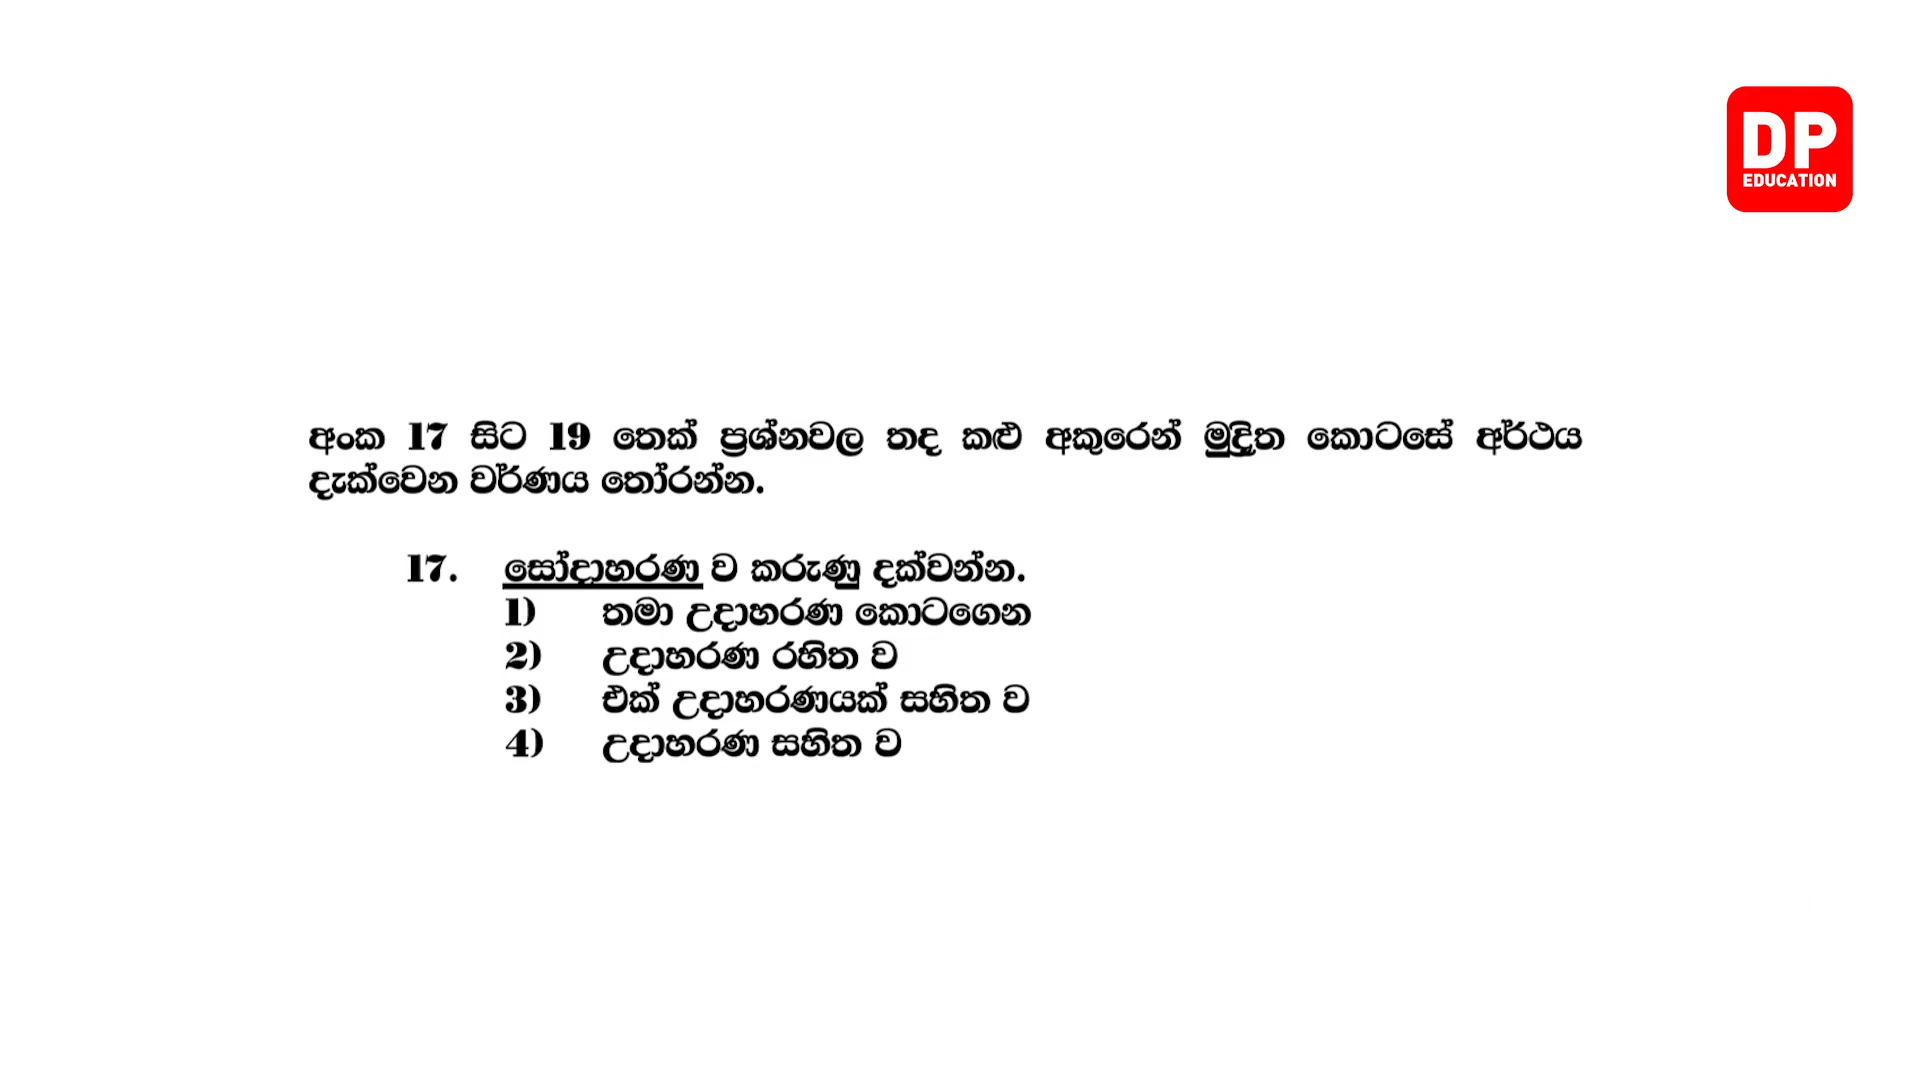 DP
EDUCATION
අංක 17 සිට 19 තෙක් ප්‍රශ්නවල තද කළු අකුරෙන් මුද්‍රිත කොටසේ අර්ථය
දැක්වෙන වර්ණය තෝරන්න.
17. සෝදාහරණ ව කරුණු දක්වන්න.
1) තමා උදාහරණ කොටගෙන
2) උදාහරණ රහිත ව
3) එක් උදාහරණයක් සහිත ව
4) උදාහරණ සහිත ව